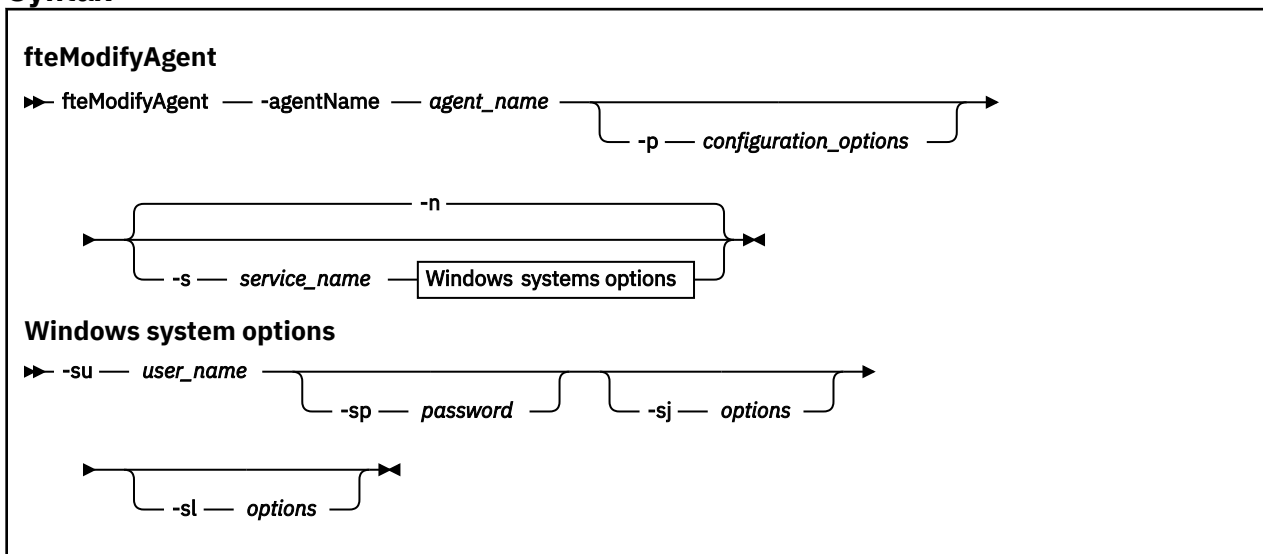 fteModifyAgent
fteModifyAgent -agentName agent_name
-p configuration_options
-n
-s service_name Windows systems options
Windows system options
-su user_name
-sp password -sj options
-sl options